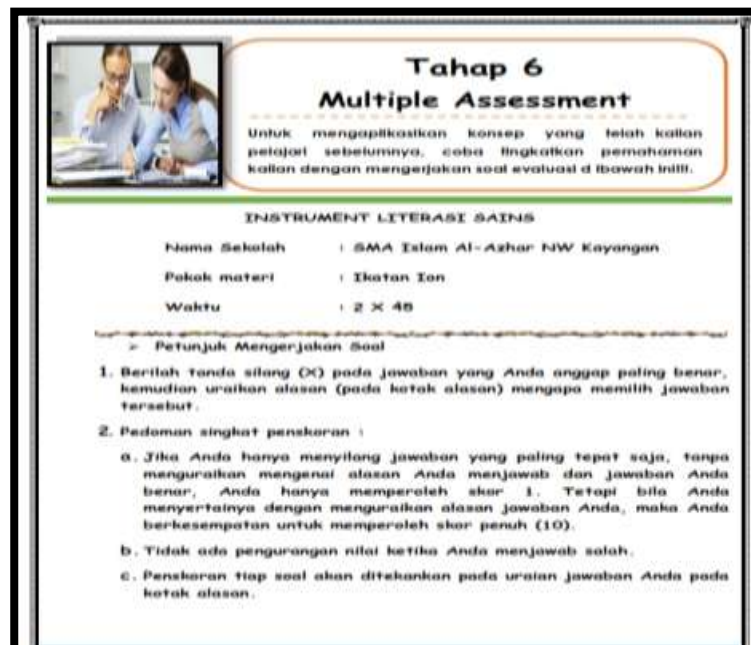 Tahap 6
Multiple Assessment
Untuk mengaplikasikan konsep yang telah kalian
pelajari sebelumnya, coba tingkatkan pemahaman
kalian dengan mengerjakan soal evaluasi d ibawah iniiii.
INSTRUMENT LITERASI SAINS
Nama Sekolah : SMA Islam Al-Azhar NW Kayangan
Pokok materi : Ikatan Ion
Waktu : 2 X 45
➢ Petunjuk Mengerjakan Soal
1. Berilah tanda silang (X) pada jawaban yang Anda anggap paling benar,
kemudian uraikan alasan (pada kotak alasan) mengapa memilih jawaban
tersebut.
2. Pedoman singkat penskoran :
a. Jika Anda hanya menyilang jawaban yang paling tepat saja, tanpa
menguraikan mengenai alasan Anda menjawab dan jawaban Anda
benar, Anda hanya memperoleh skor 1. Tetapi bila Anda
menyertainya dengan menguraikan alasan jawaban Anda, maka Anda
berkesempatan untuk memperoleh skor penuh (10).
b. Tidak ada pengurangan nilai ketika Anda menjawab salah.
c. Penskoran tiap soal akan ditekankan pada uraian jawaban Anda pada
kotak alasan.